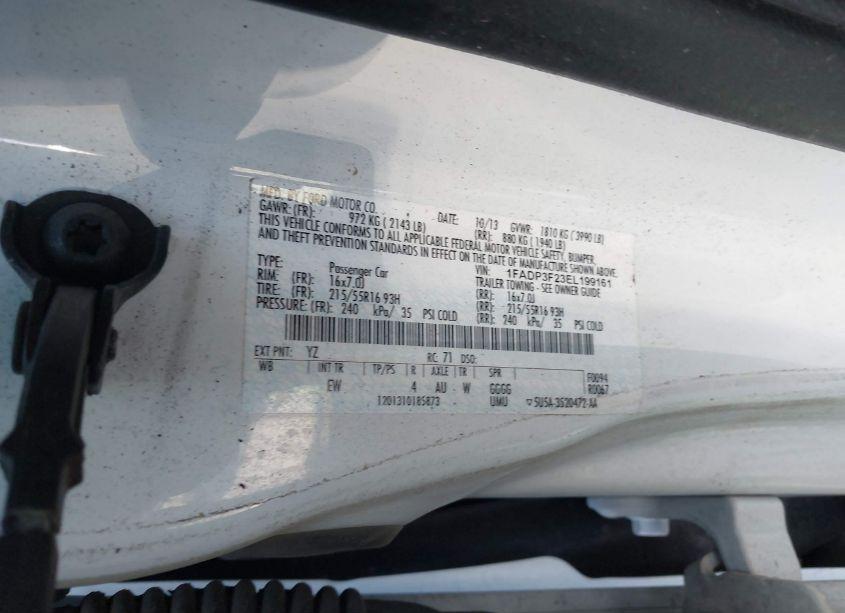 MFD. BY FORD MOTOR CO.
DATE: 10/13 GVWR: 1810 KG ( 3990 LB)
GAWR: (FR): 972 KG ( 2143 LB) (RR): 880 KG ( 1940 LB)
THIS VEHICLE CONFORMS TO ALL APPLICABLE FEDERAL MOTOR VEHICLE SAFETY, BUMPER,
AND THEFT PREVENTION STANDARDS IN EFFECT ON THE DATE OF MANUFACTURE SHOWN ABOVE.
VIN: 1FADP3F23EL199161
TYPE: Passenger Car TRAILER TOWING - SEE OWNER GUIDE
RIM: (FR): 16x7.0J (RR): 16x7.0J
TIRE: (FR): 215/55R16 93H (RR): 215/55R16 93H
PRESSURE: (FR): 240 kPa/ 35 PSI COLD (RR): 240 kPa/ 35 PSI COLD
EXT PNT: YZ RC: 71 DSO:
WB INT TR TP/PS R AXLE TR SPR F0094
EW 4 AU W GGGG R0067
1201310185873 UMU ▽5U5A-3520472-AA